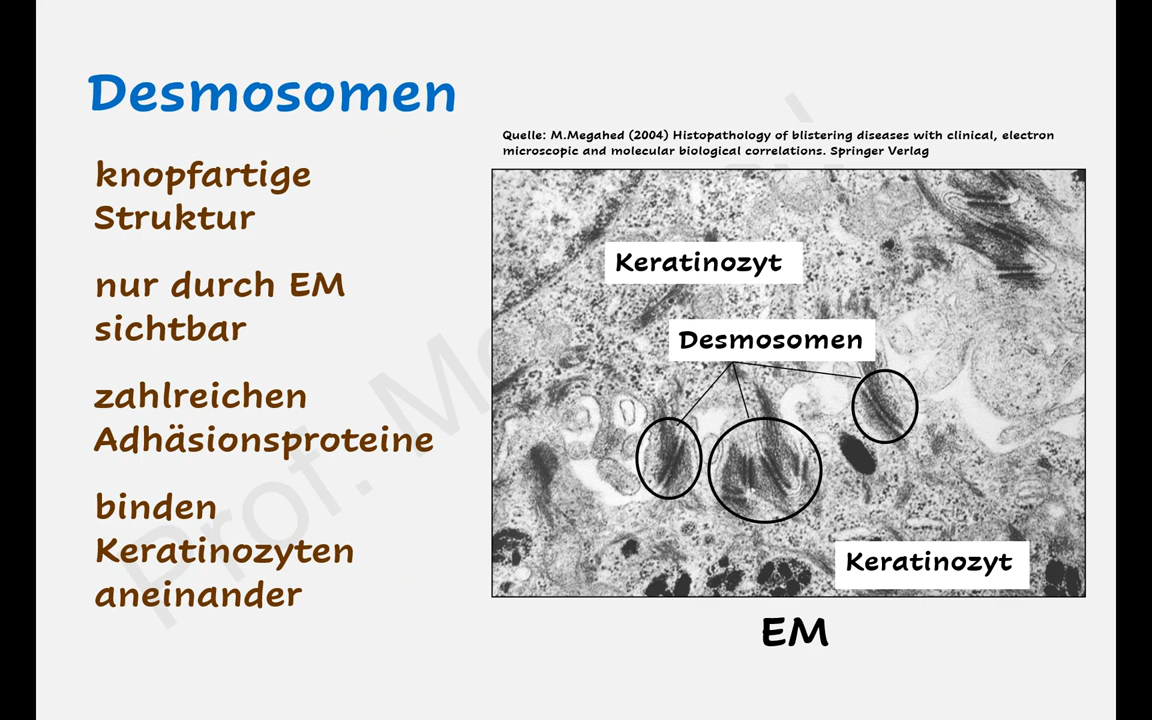 Desmosomen
knopfartige
Struktur
nur durch EM
sichtbar
zahlreichen
Adhäsionsproteine
binden
Keratinozyten
aneinander
Quelle: M.Megahed (2004) Histopathology of blistering diseases with clinical, electron
microscopic and molecular biological correlations. Springer Verlag
Keratinozyt
Desmosomen
Keratinozyt
EM
Prof.